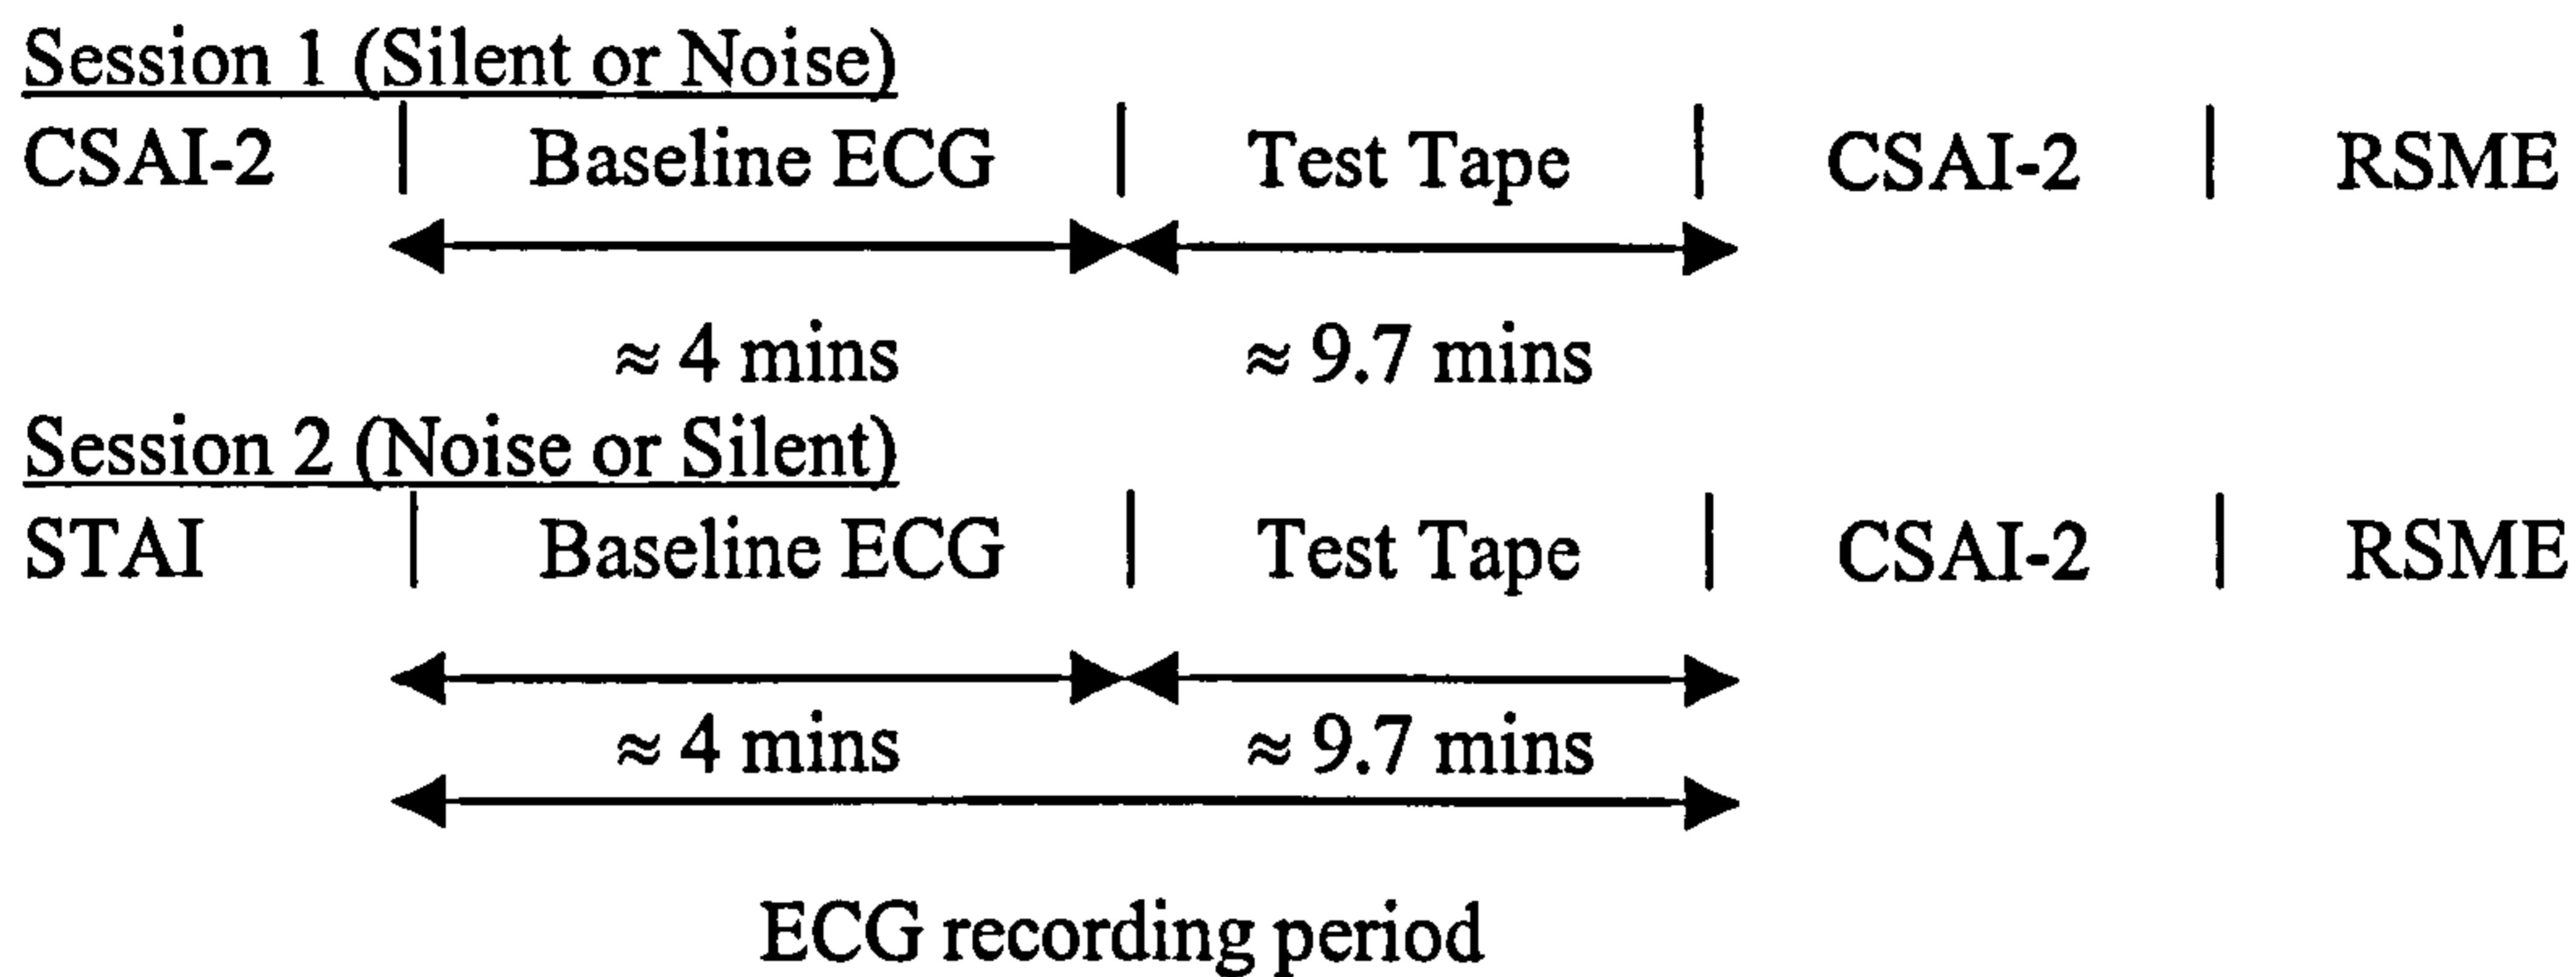 Session 1 (Silent or Noise)
CSAI-2 | Baseline ECG | Test Tape | CSAI-2 | RSME
≈ 4 mins ≈ 9.7 mins
Session 2 (Noise or Silent)
STAI | Baseline ECG | Test Tape | CSAI-2 | RSME
≈ 4 mins ≈ 9.7 mins
ECG recording period